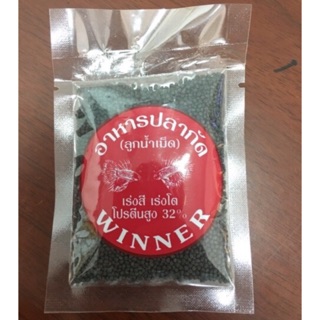 อาหารปลากัด
(ลูกน้ำเม็ด)
เร่งสี เร่งโต
โปรตีนสูง 32%
WINNER